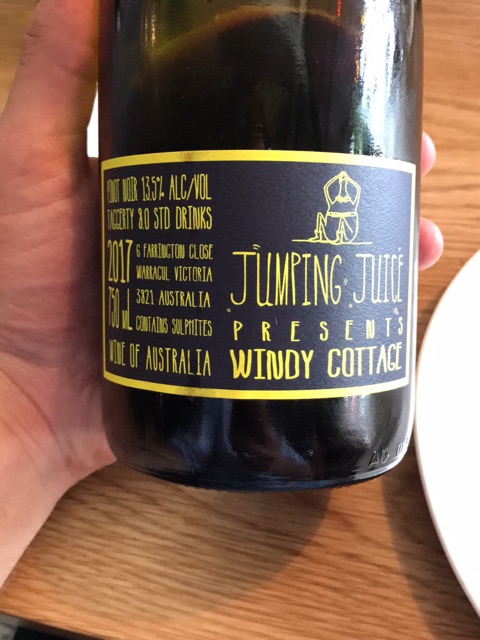 PINOT NOIR 13.5% ALC/VOL
TAGGERTY 8.0 STD DRINKS
2017
750 mL
6 FARRINGTON CLOSE
WARRAGUL VICTORIA
3821 AUSTRALIA
CONTAINS SULPHITES
WINE OF AUSTRALIA
JUMPING JUICE
PRESENTS
WINDY COTTAGE